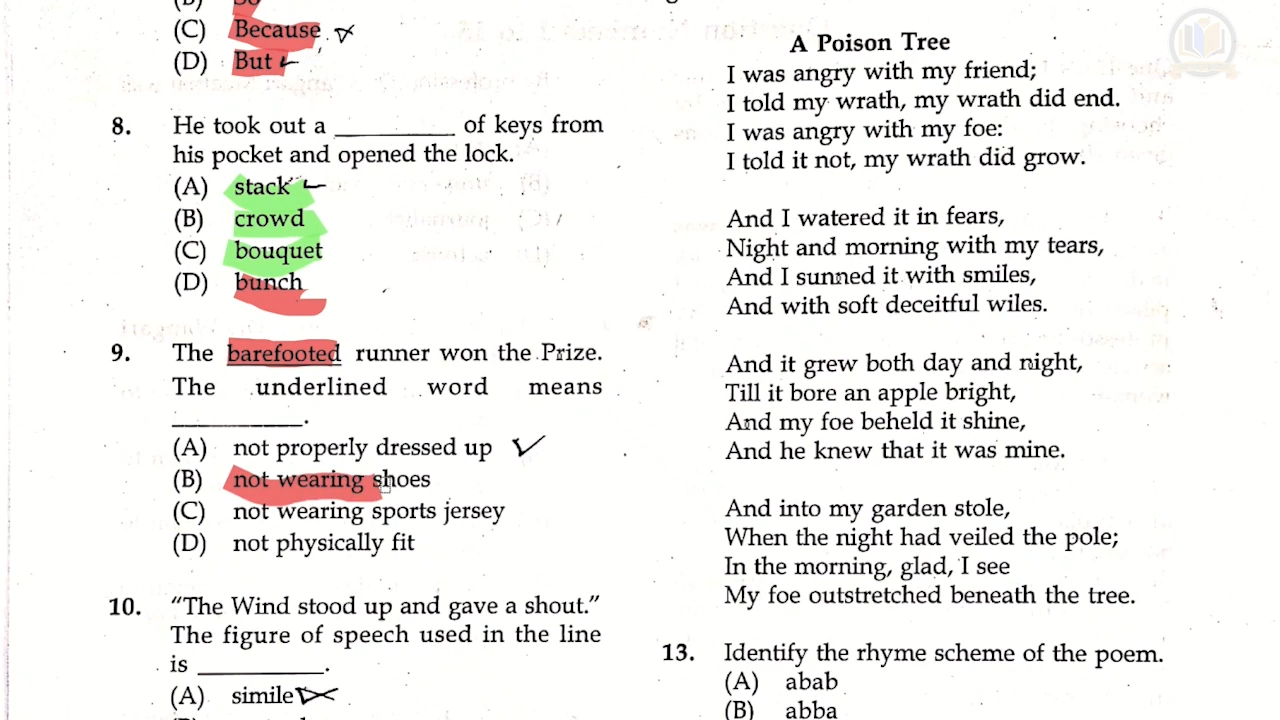 (C) Because
(D) But
8. He took out a __________ of keys from
his pocket and opened the lock.
(A) stack
(B) crowd
(C) bouquet
(D) bunch
9. The barefooted runner won the Prize.
The underlined word means
___________.
(A) not properly dressed up
(B) not wearing shoes
(C) not wearing sports jersey
(D) not physically fit
10. “The Wind stood up and gave a shout.”
The figure of speech used in the line
is ___________.
(A) simile
A Poison Tree
I was angry with my friend;
I told my wrath, my wrath did end.
I was angry with my foe:
I told it not, my wrath did grow.
And I watered it in fears,
Night and morning with my tears,
And I sunned it with smiles,
And with soft deceitful wiles.
And it grew both day and night,
Till it bore an apple bright,
And my foe beheld it shine,
And he knew that it was mine.
And into my garden stole,
When the night had veiled the pole;
In the morning, glad, I see
My foe outstretched beneath the tree.
13. Identify the rhyme scheme of the poem.
(A) abab
(B) abba